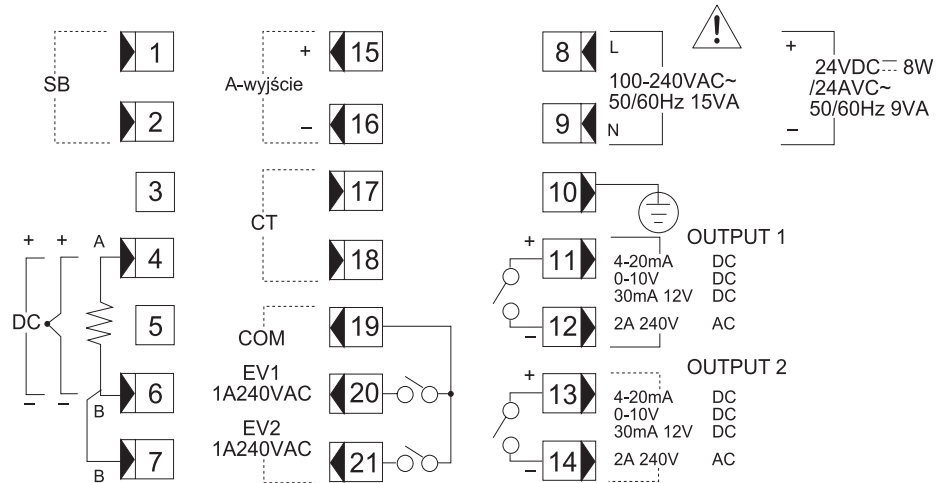 SB
1
2
3
4
5
6
7
+ + A
DC
– – B
B
A-wyjście
+
–
15
16
CT
17
18
COM
19
EV1
1A240VAC
20
EV2
1A240VAC
21
8
L
100-240VAC~
50/60Hz 15VA
9
N
+
24VDC⎓ 8W
/24AVC~
50/60Hz 9VA
–
10
OUTPUT 1
+
11
4-20mA DC
0-10V DC
30mA 12V DC
12
–
2A 240V AC
OUTPUT 2
+
13
4-20mA DC
0-10V DC
30mA 12V DC
14
–
2A 240V AC